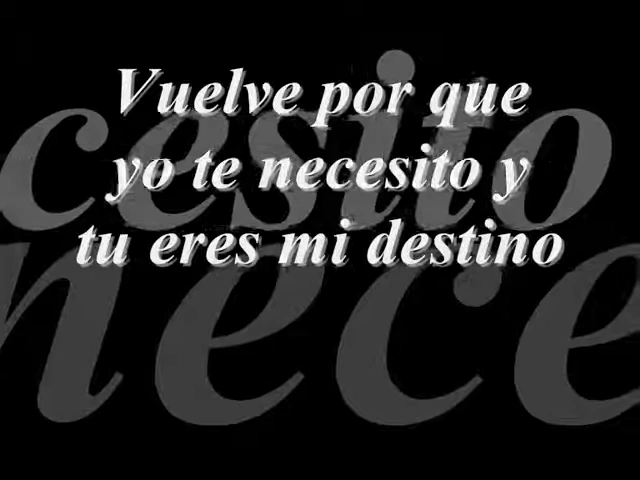 Vuelve por que
yo te necesito y
tu eres mi destino
cesito
nece